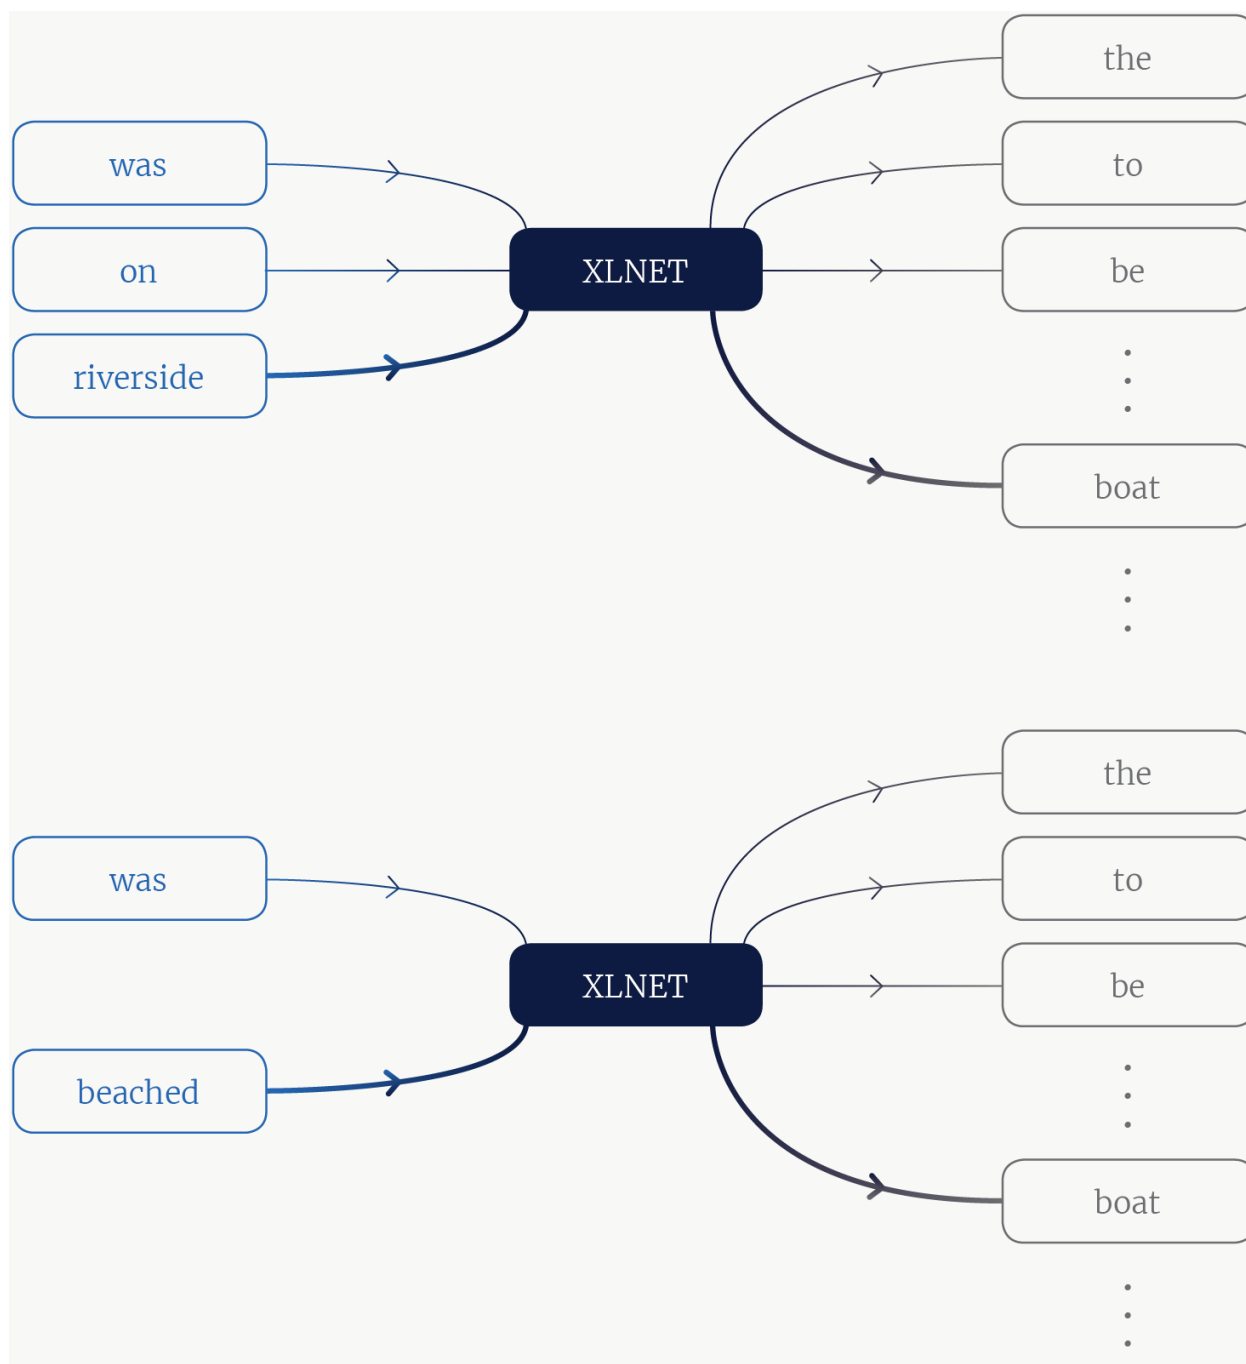 the
was
to
on
XLNET
be
riverside
boat
the
was
to
XLNET
be
beached
boat